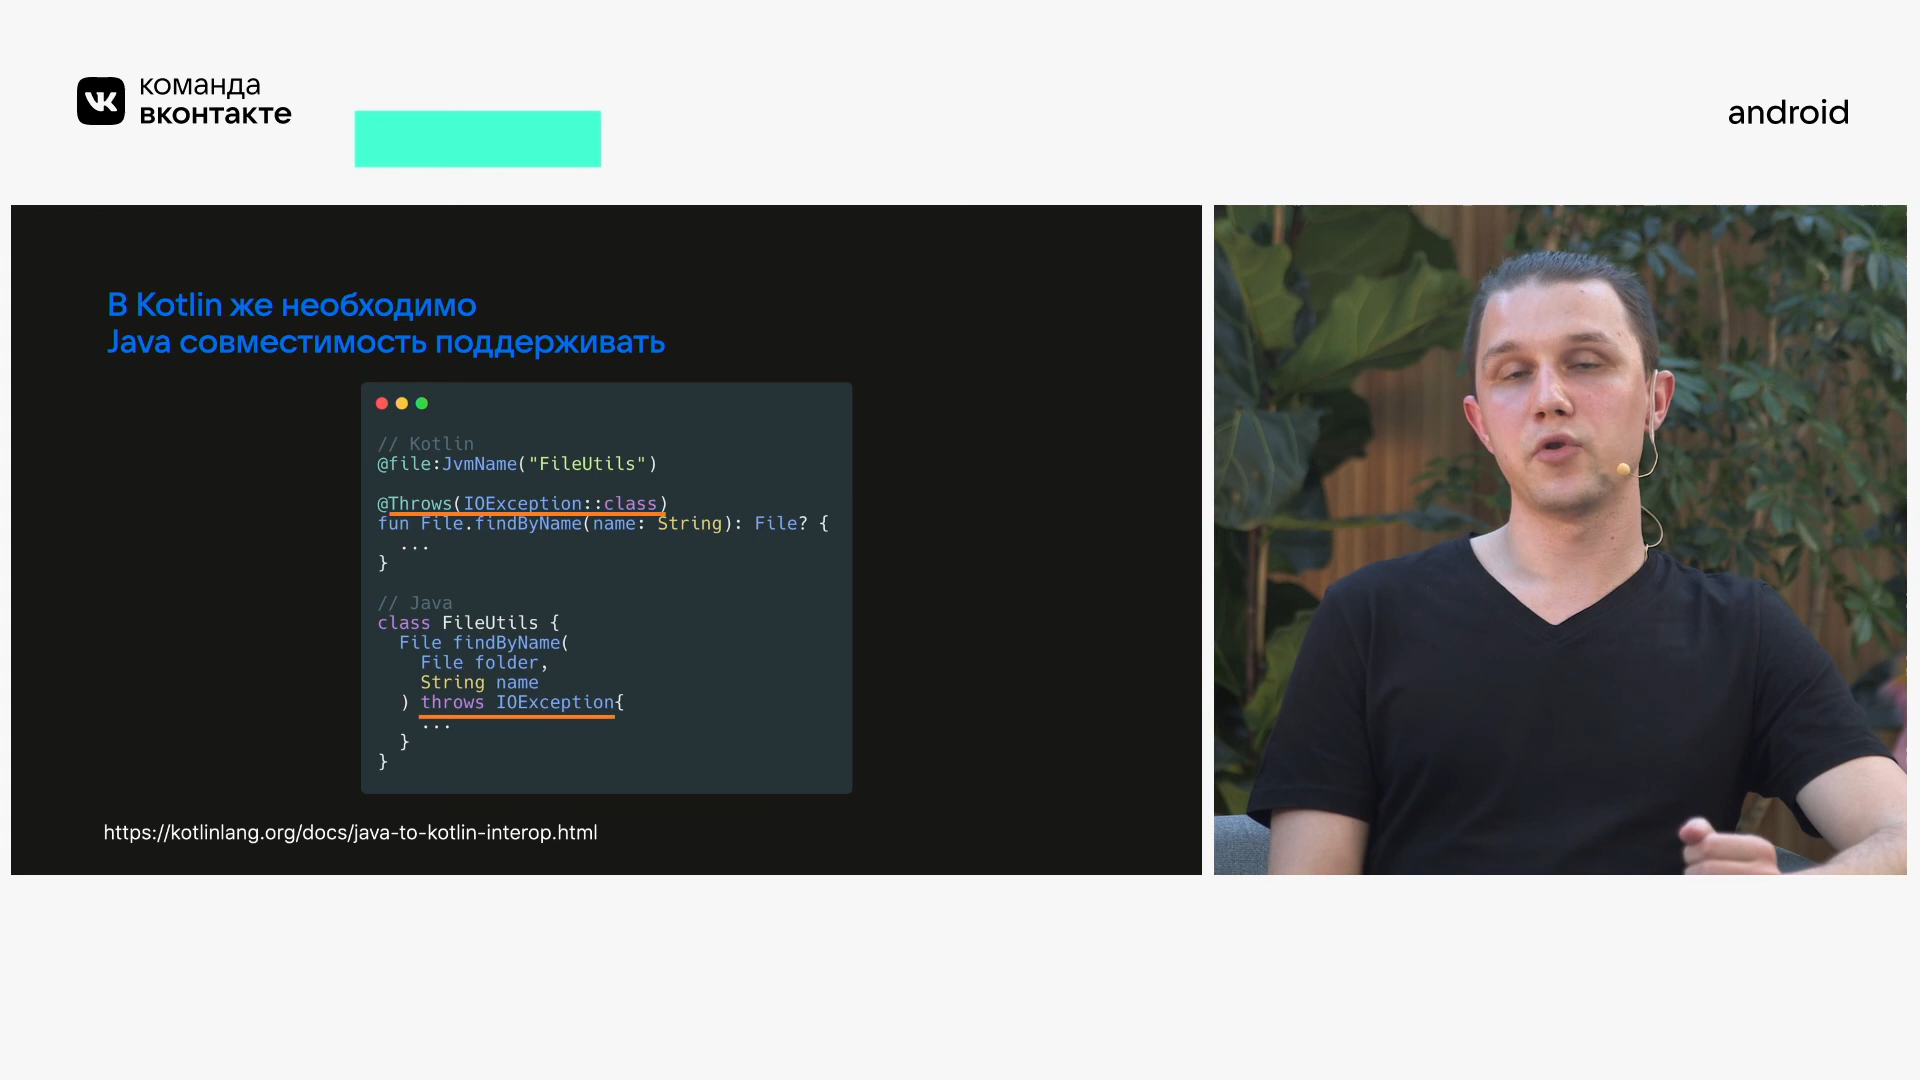 команда
вконтакте
android
В Kotlin же необходимо
Java совместимость поддерживать
// Kotlin
@file:JvmName("FileUtils")
@Throws(IOException::class)
fun File.findByName(name: String): File? {
...
}
// Java
class FileUtils {
File findByName(
File folder,
String name
) throws IOException{
...
}
}
https://kotlinlang.org/docs/java-to-kotlin-interop.html